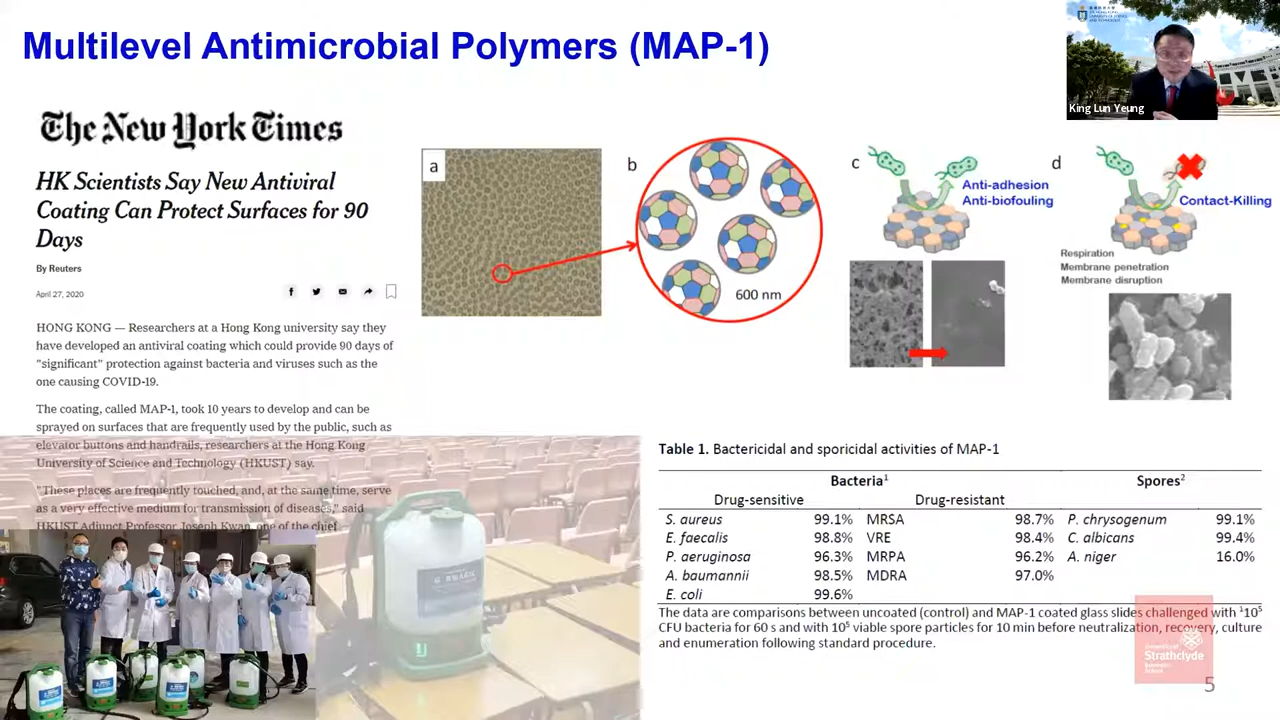 Multilevel Antimicrobial Polymers (MAP-1)
King Lun Yeung
The New York Times
HK Scientists Say New Antiviral
Coating Can Protect Surfaces for 90
Days
By Reuters
April 27, 2020
HONG KONG — Researchers at a Hong Kong university say they
have developed an antiviral coating which could provide 90 days of
"significant" protection against bacteria and viruses such as the
one causing COVID-19.
The coating, called MAP-1, took 10 years to develop and can be
sprayed on surfaces that are frequently used by the public, such as
elevator buttons and handrails, researchers at the Hong Kong
University of Science and Technology (HKUST) say.
"These places are frequently touched, and, at the same time, serve
as a very effective medium for transmission of diseases," said
HKUST Adjunct Professor Joseph Kwan, one of the chief
a
b
600 nm
c
Anti-adhesion
Anti-biofouling
d
Contact-Killing
Respiration
Membrane penetration
Membrane disruption
Table 1. Bactericidal and sporicidal activities of MAP-1
Bacteria1 Spores2
Drug-sensitive Drug-resistant
S. aureus 99.1% MRSA 98.7% P. chrysogenum 99.1%
E. faecalis 98.8% VRE 98.4% C. albicans 99.4%
P. aeruginosa 96.3% MRPA 96.2% A. niger 16.0%
A. baumannii 98.5% MDRA 97.0%
E. coli 99.6%
The data are comparisons between uncoated (control) and MAP-1 coated glass slides challenged with 1105
CFU bacteria for 60 s and with 105 viable spore particles for 10 min before neutralization, recovery, culture
and enumeration following standard procedure.
Strathclyde
5